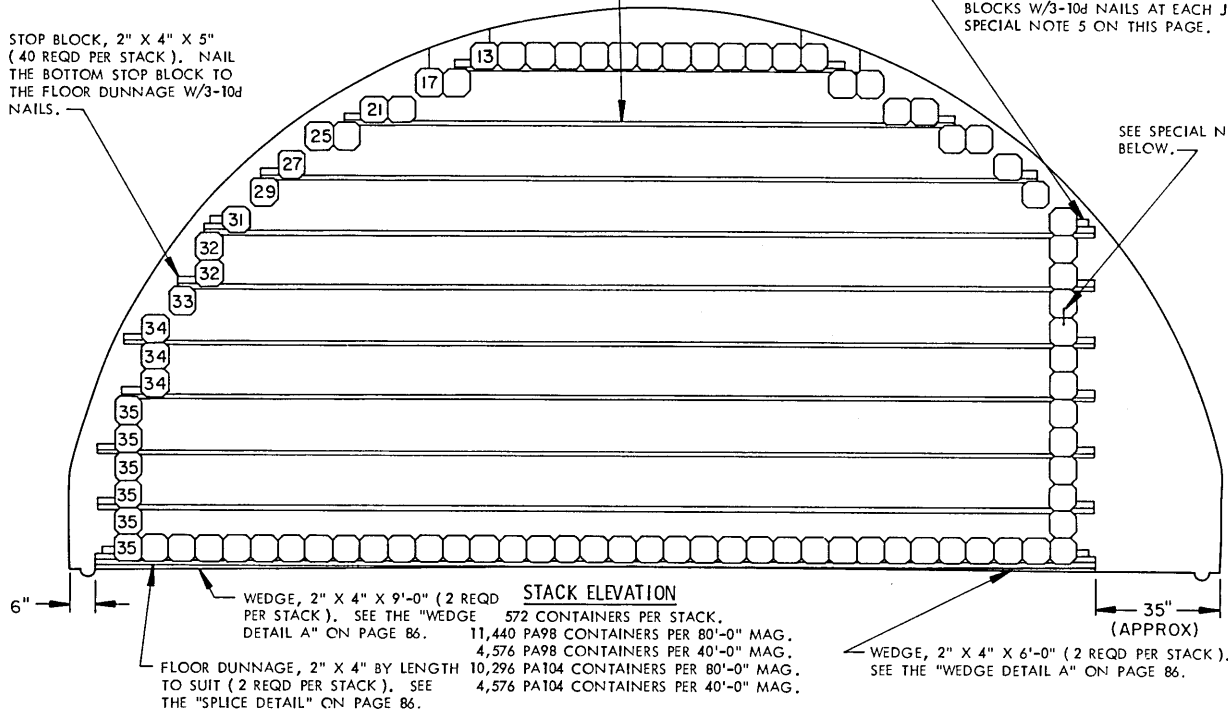 BLOCKS W/3-10d NAILS AT EACH J
SPECIAL NOTE 5 ON THIS PAGE.
STOP BLOCK, 2" X 4" X 5"
(40 REQD PER STACK). NAIL
THE BOTTOM STOP BLOCK TO
THE FLOOR DUNNAGE W/3-10d
NAILS.
SEE SPECIAL N
BELOW.
13
17
21
25
27
29
31
32
32
33
34
34
34
35
35
35
35
35
35
6"
35"
(APPROX)
STACK ELEVATION
572 CONTAINERS PER STACK.
11,440 PA98 CONTAINERS PER 80'-0" MAG.
4,576 PA98 CONTAINERS PER 40'-0" MAG.
10,296 PA104 CONTAINERS PER 80'-0" MAG.
4,576 PA104 CONTAINERS PER 40'-0" MAG.
WEDGE, 2" X 4" X 9'-0" (2 REQD
PER STACK). SEE THE "WEDGE
DETAIL A" ON PAGE 86.
FLOOR DUNNAGE, 2" X 4" BY LENGTH
TO SUIT (2 REQD PER STACK). SEE
THE "SPLICE DETAIL" ON PAGE 86.
WEDGE, 2" X 4" X 6'-0" (2 REQD PER STACK).
SEE THE "WEDGE DETAIL A" ON PAGE 86.